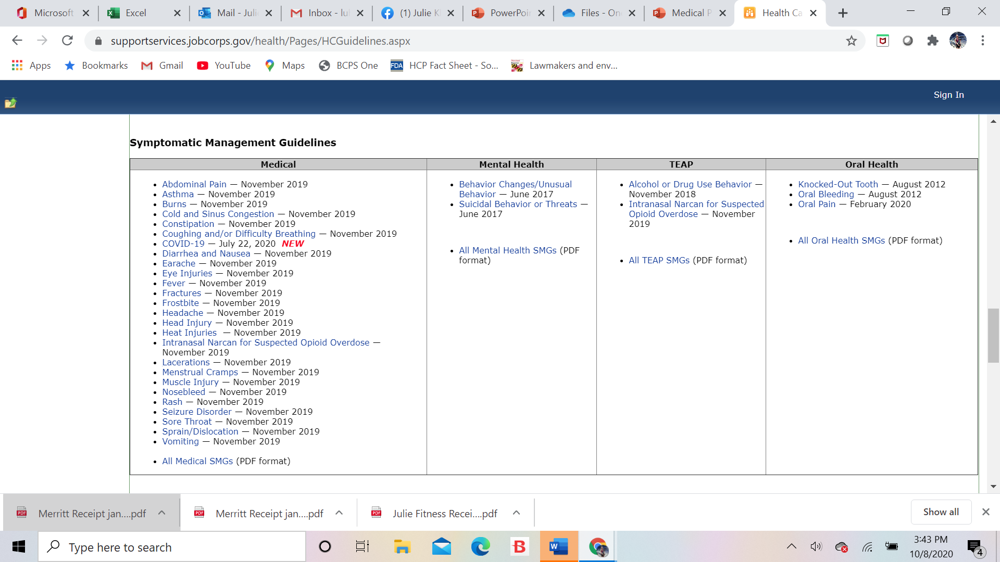 Microsoft
Excel
Mail - Juli
Inbox - lul
(1) Julie K
PowerPoi
Files - On
Medical P
Health Ca
supportservices.jobcorps.gov/health/Pages/HCGuidelines.aspx
Apps
Bookmarks
Gmail
YouTube
Maps
BCPS One
FDA
HCP Fact Sheet - So...
Lawmakers and env...
Sign In
Symptomatic Management Guidelines
Medical
Abdominal Pain — November 2019
Asthma — November 2019
Burns — November 2019
Cold and Sinus Congestion — November 2019
Constipation — November 2019
Coughing and/or Difficulty Breathing — November 2019
COVID-19 — July 22, 2020 NEW
Diarrhea and Nausea — November 2019
Earache — November 2019
Eye Injuries — November 2019
Fever — November 2019
Fractures — November 2019
Frostbite — November 2019
Headache — November 2019
Head Injury — November 2019
Heat Injuries — November 2019
Intranasal Narcan for Suspected Opioid Overdose —
November 2019
Lacerations — November 2019
Menstrual Cramps — November 2019
Muscle Injury — November 2019
Nosebleed — November 2019
Rash — November 2019
Seizure Disorder — November 2019
Sore Throat — November 2019
Sprain/Dislocation — November 2019
Vomiting — November 2019
All Medical SMGs (PDF format)
Mental Health
Behavior Changes/Unusual
Behavior — June 2017
Suicidal Behavior or Threats —
June 2017
All Mental Health SMGs (PDF
format)
TEAP
Alcohol or Drug Use Behavior —
November 2018
Intranasal Narcan for Suspected
Opioid Overdose — November
2019
All TEAP SMGs (PDF format)
Oral Health
Knocked-Out Tooth — August 2012
Oral Bleeding — August 2012
Oral Pain — February 2020
All Oral Health SMGs (PDF format)
Merritt Receipt jan....pdf
Merritt Receipt jan....pdf
Julie Fitness Recei....pdf
Show all
Type here to search
3:43 PM
10/8/2020
4